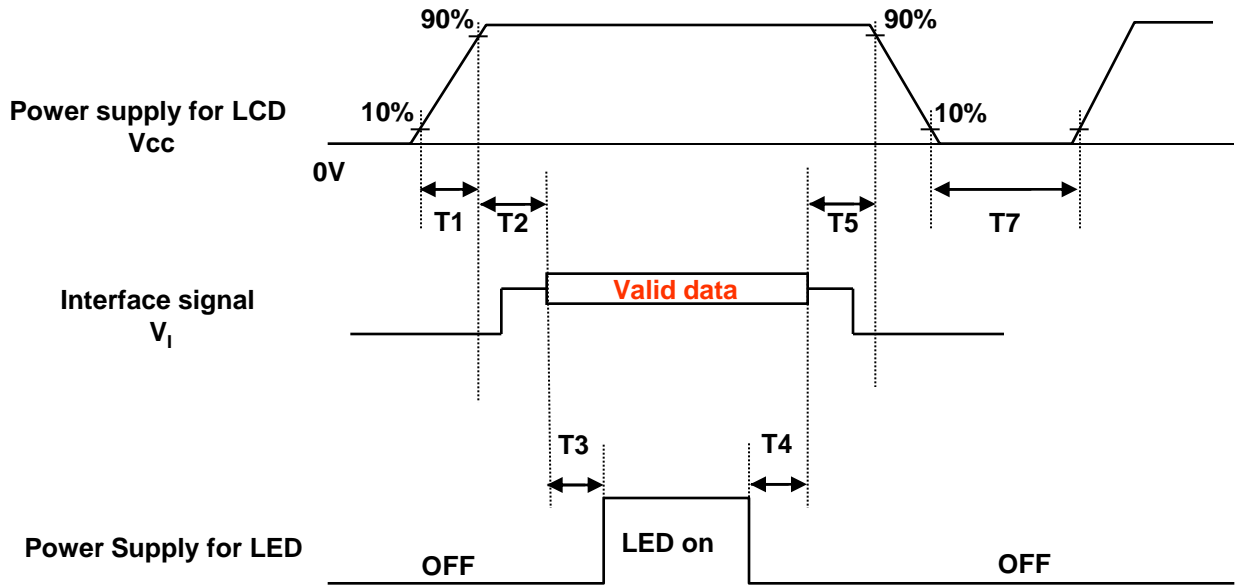 90%
90%
Power supply for LCD
Vcc
10%
10%
0V
T1
T2
T5
T7
Interface signal
VI
Valid data
T3
T4
Power Supply for LED
OFF
LED on
OFF